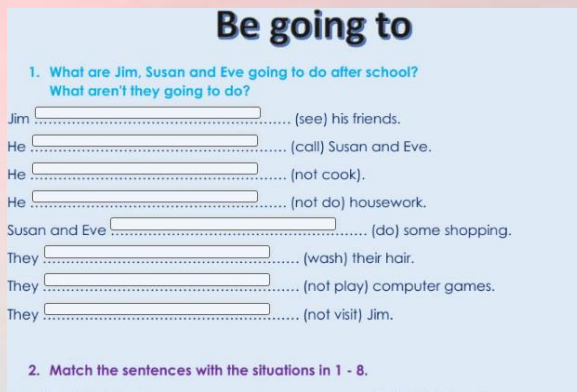 Be going to
1. What are Jim, Susan and Eve going to do after school?
What aren't they going to do?
Jim ................................ (see) his friends.
He ................................ (call) Susan and Eve.
He ................................ (not cook).
He ................................ (not do) housework.
Susan and Eve ................................ (do) some shopping.
They ................................ (wash) their hair.
They ................................ (not play) computer games.
They ................................ (not visit) Jim.
2. Match the sentences with the situations in 1 - 8.